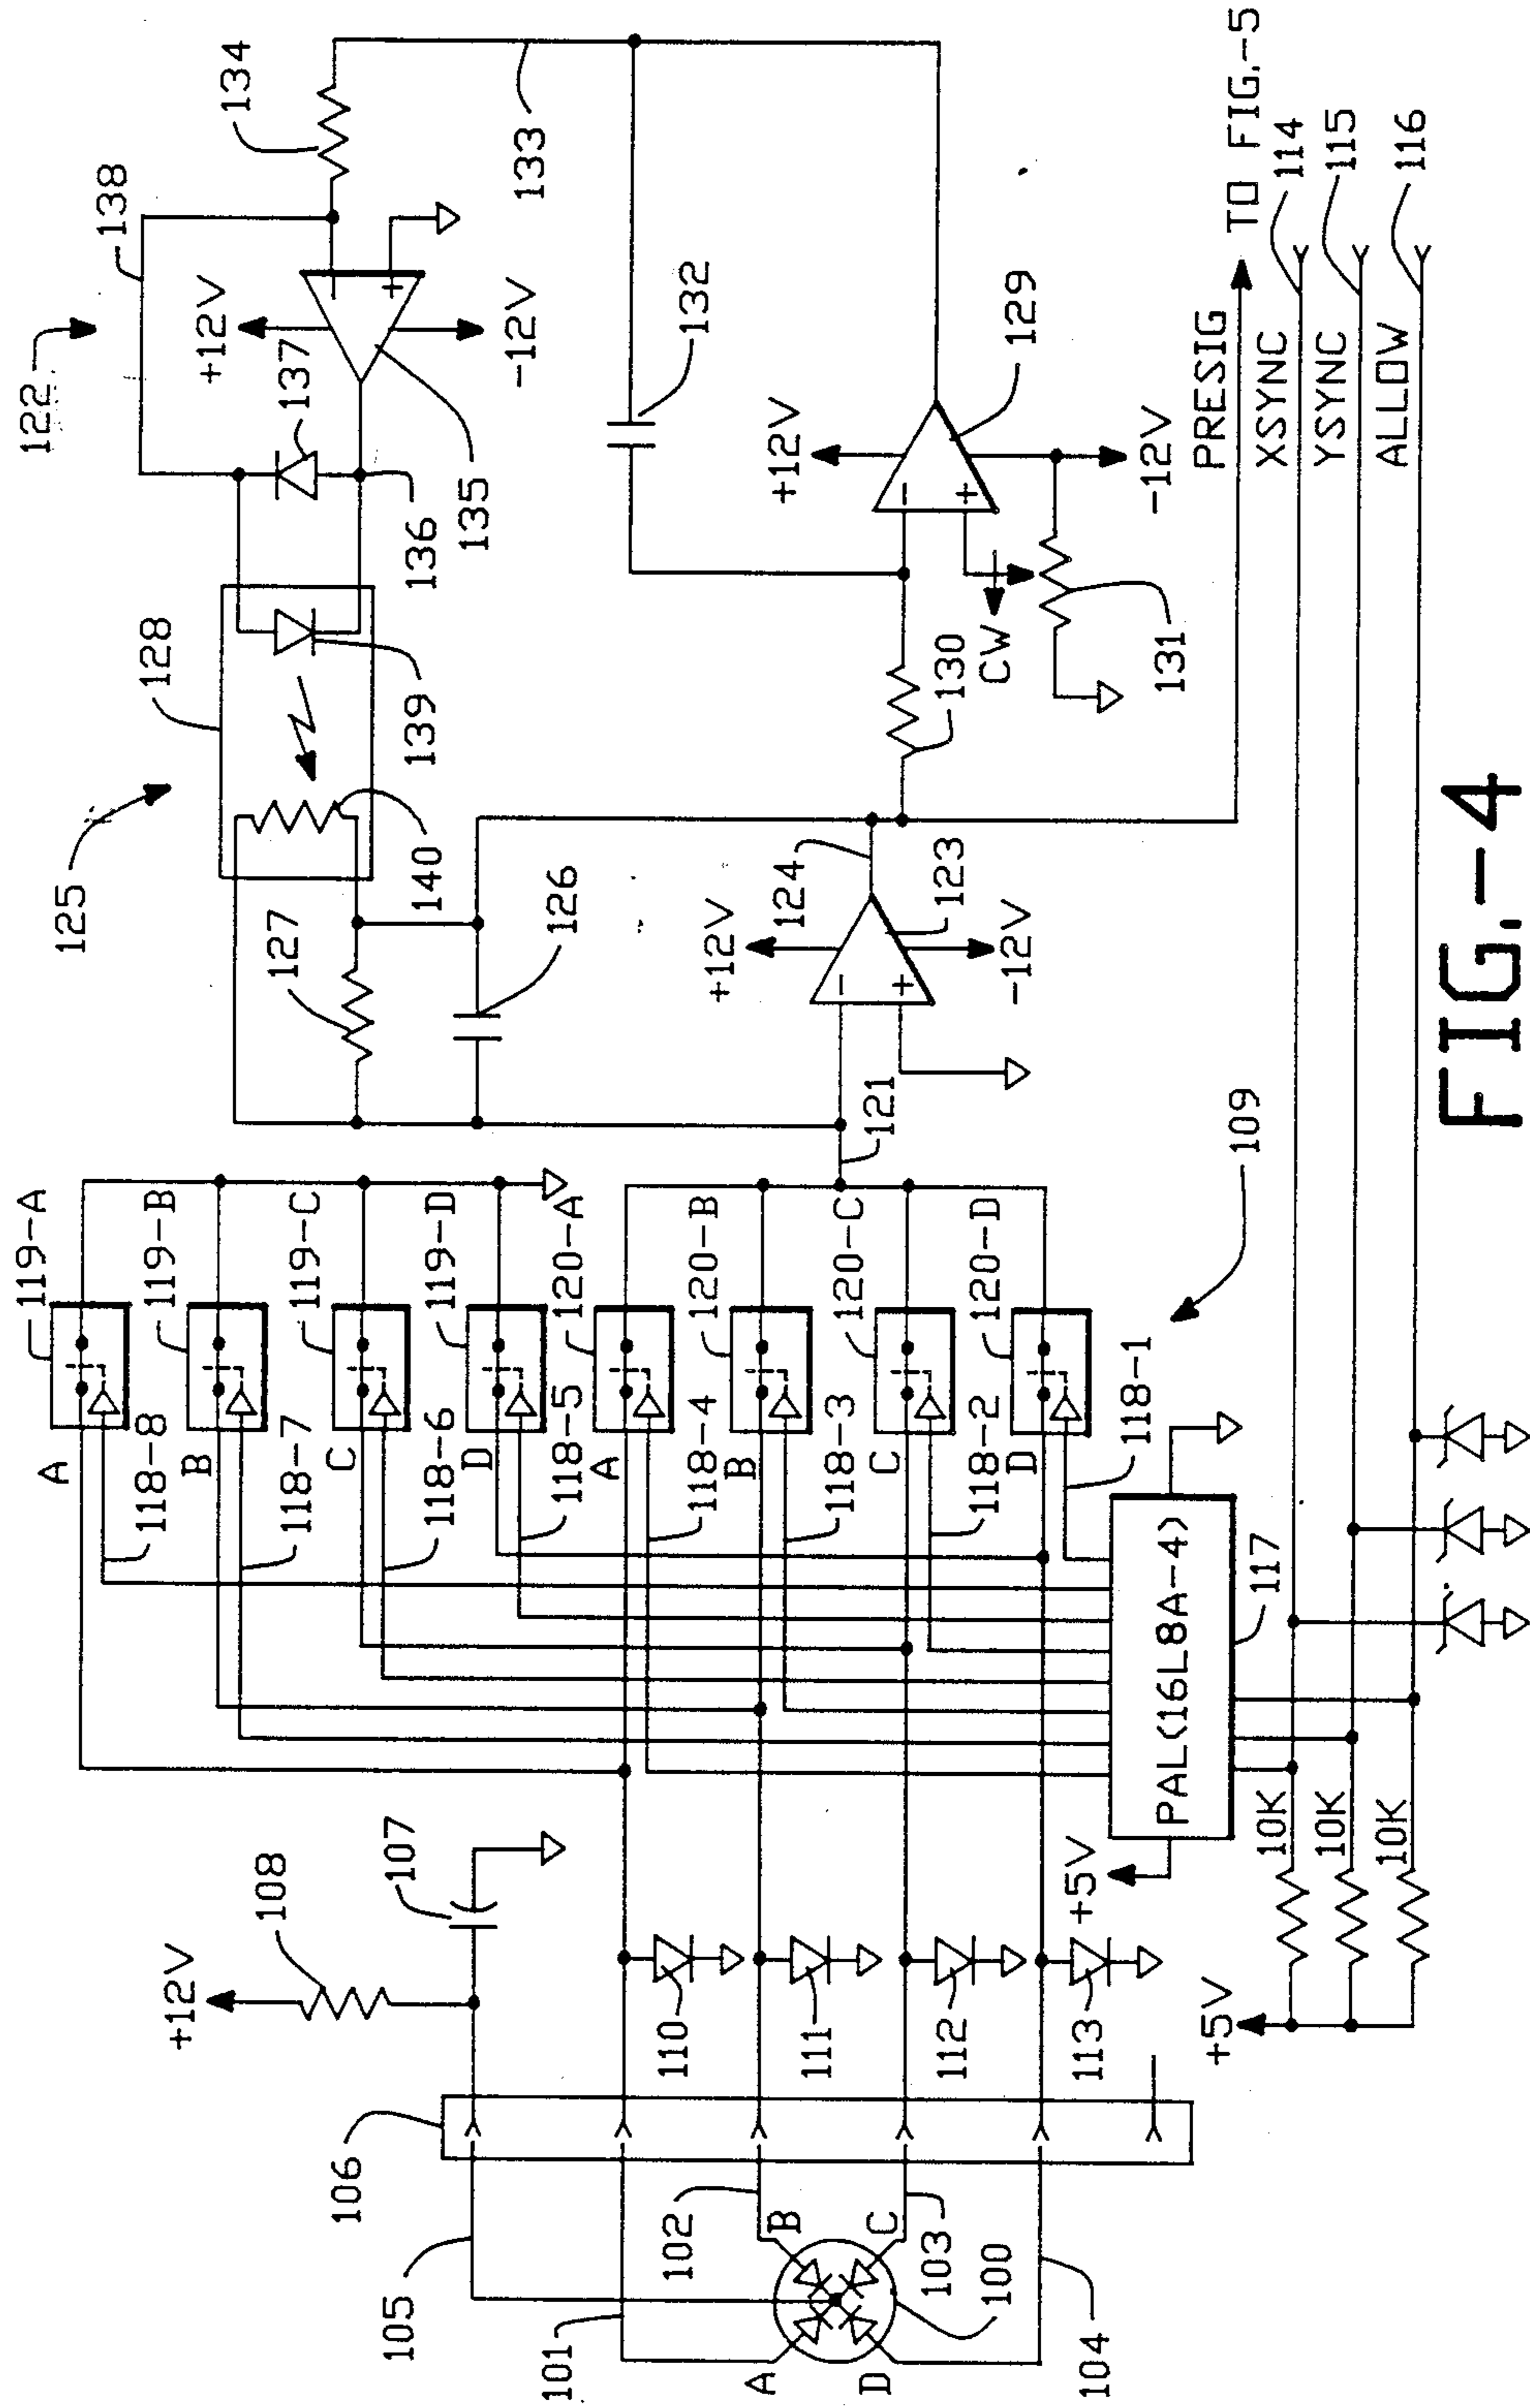 FIG.-4
122
138
134
+12V
137
-12V
135
136
128
139
125
140
127
126
133
132
+12V
129
-12V
CW
131
130
+12V
124
123
-12V
121
PRESIG
TO FIG.-5
XSYNC
114
YSYNC
115
ALLOW
116
119-A
119-B
119-C
119-D
120-A
120-B
120-C
120-D
A
118-8
B
118-7
C
118-6
D
118-5
A
118-4
B
118-3
C
118-2
D
118-1
109
PAL(16L8A-4)
117
+5V
10K
10K
10K
+5V
+12V
108
107
110
111
112
113
106
105
101
102
103
104
100
A
B
C
D